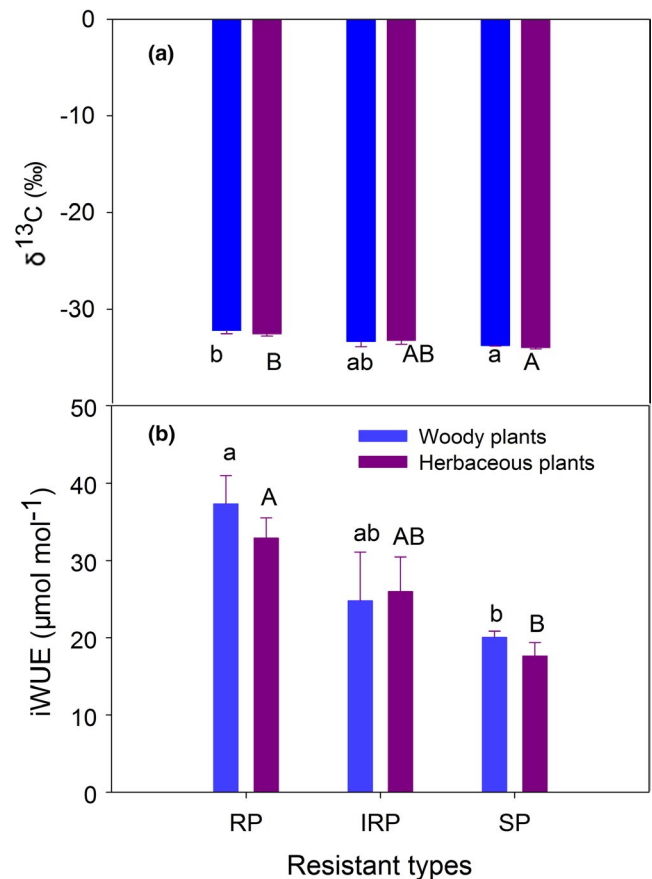 0
(a)
-10
-20
-30
δ13C (‰)
b B ab AB a A
50
(b)
Woody plants
Herbaceous plants
a A ab AB b B
40
30
20
10
0
iWUE (µmol mol-1)
RP IRP SP
Resistant types